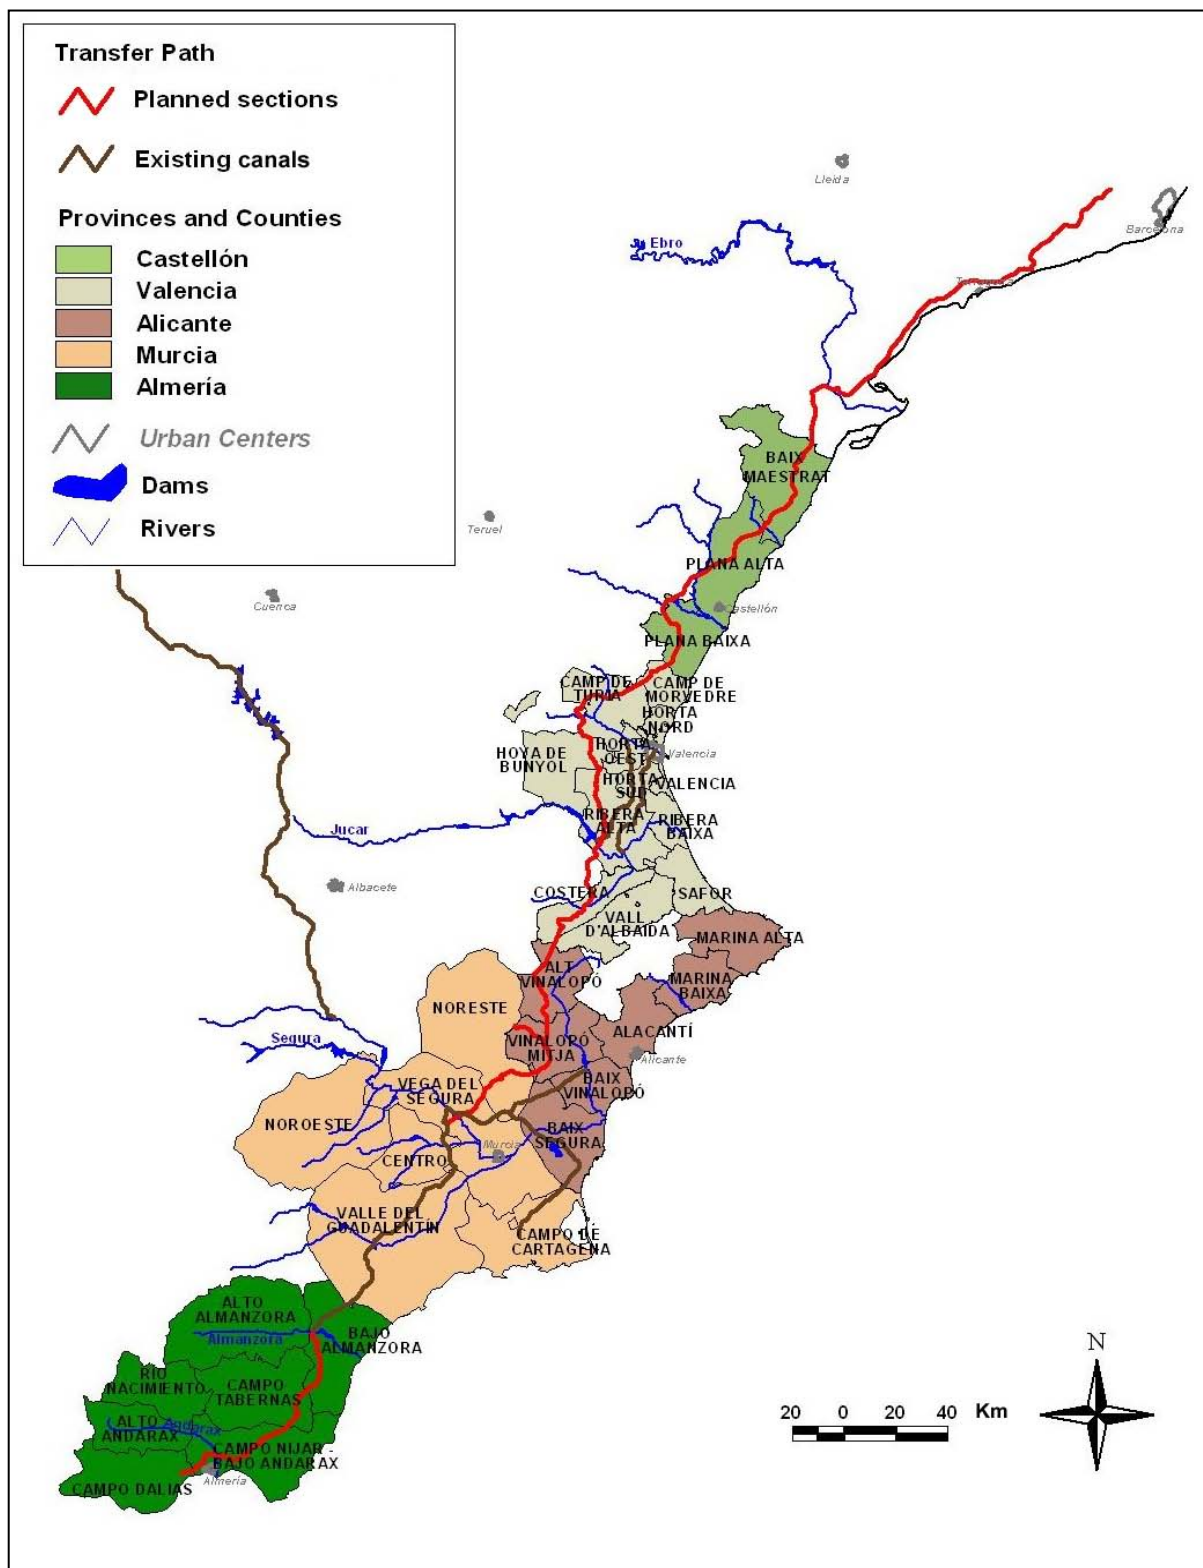 Transfer Path
Planned sections
Existing canals
Provinces and Counties
Castellón
Valencia
Alicante
Murcia
Almería
Urban Centers
Dams
Rivers
Lleida
Barcelona
Ebro
BAIX
MAESTRAT
Teruel
PLANA ALTA
Cuenca
Castellón
PLANA BAIXA
CAMP DE
TURIA
CAMP DE
MORVEDRE
HORTA
NORD
HOYA DE
BUNYOL
HORTA
OEST
Valencia
HORTA
SUD
VALENCIA
RIBERA
ALTA
RIBERA
BAIXA
Jucar
Albacete
COSTERA
SAFOR
VALL
D'ALBAIDA
MARINA ALTA
ALT
VINALOPÓ
MARINA
BAIXA
NORESTE
ALACANTÍ
Segura
VINALOPÓ
MITJA
Alicante
VEGA DEL
SEGURA
BAIX
VINALOPÓ
NOROESTE
BAIX
SEGURA
Murcia
CENTRO
VALLE DEL
GUADALENTÍN
CAMPO DE
CARTAGENA
ALTO
ALMANZORA
Almanzora
BAJO
ALMANZORA
RIO
NACIMIENTO
CAMPO
TABERNAS
ALTO
ANDARAX
Andarax
CAMPO NIJAR -
BAJO ANDARAX
CAMPO DALIAS
Almería
N
20 0 20 40 Km